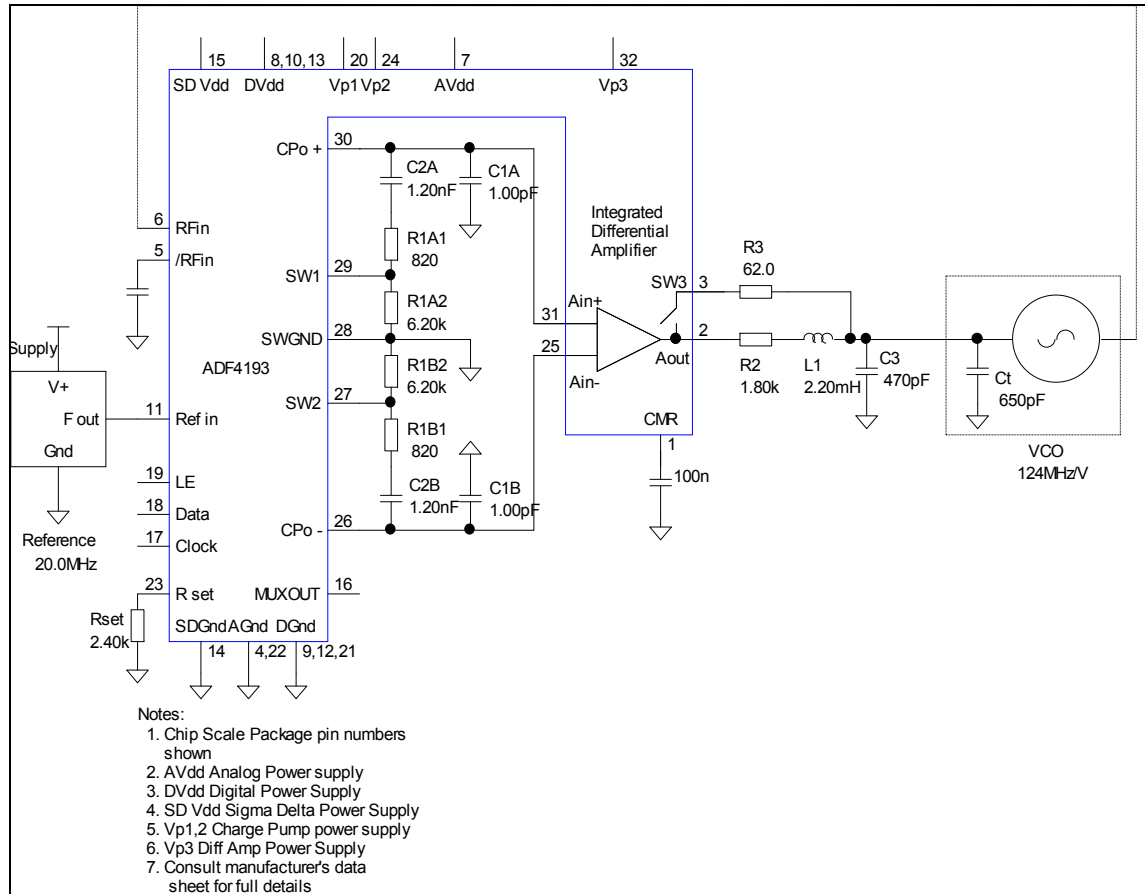 15
8,10, 13
20
24
7
32
SD Vdd
DVdd
Vp1
Vp2
AVdd
Vp3
30
CPo +
C2A
1.20nF
C1A
1.00pF
6
RFin
5
/RFin
R1A1
820
Integrated
Differential
Amplifier
29
SW1
R1A2
6.20k
SW3
3
R3
62.0
31
Ain+
28
SWGND
2
Aout
25
Ain-
ADF4193
R1B2
6.20k
R2
1.80k
L1
2.20mH
C3
470pF
Ct
650pF
Supply
V+
F out
Gnd
11
Ref in
27
SW2
R1B1
820
CMR
1
100n
VCO
124MHz/V
19
LE
18
Data
17
Clock
C2B
1.20nF
C1B
1.00pF
26
CPo -
Reference
20.0MHz
23
R set
MUXOUT
16
Rset
2.40k
SDGnd
AGnd
DGnd
14
4,22
9,12,21
Notes:
1. Chip Scale Package pin numbers
shown
2. AVdd Analog Power supply
3. DVdd Digital Power Supply
4. SD Vdd Sigma Delta Power Supply
5. Vp1,2 Charge Pump power supply
6. Vp3 Diff Amp Power Supply
7. Consult manufacturer's data
sheet for full details